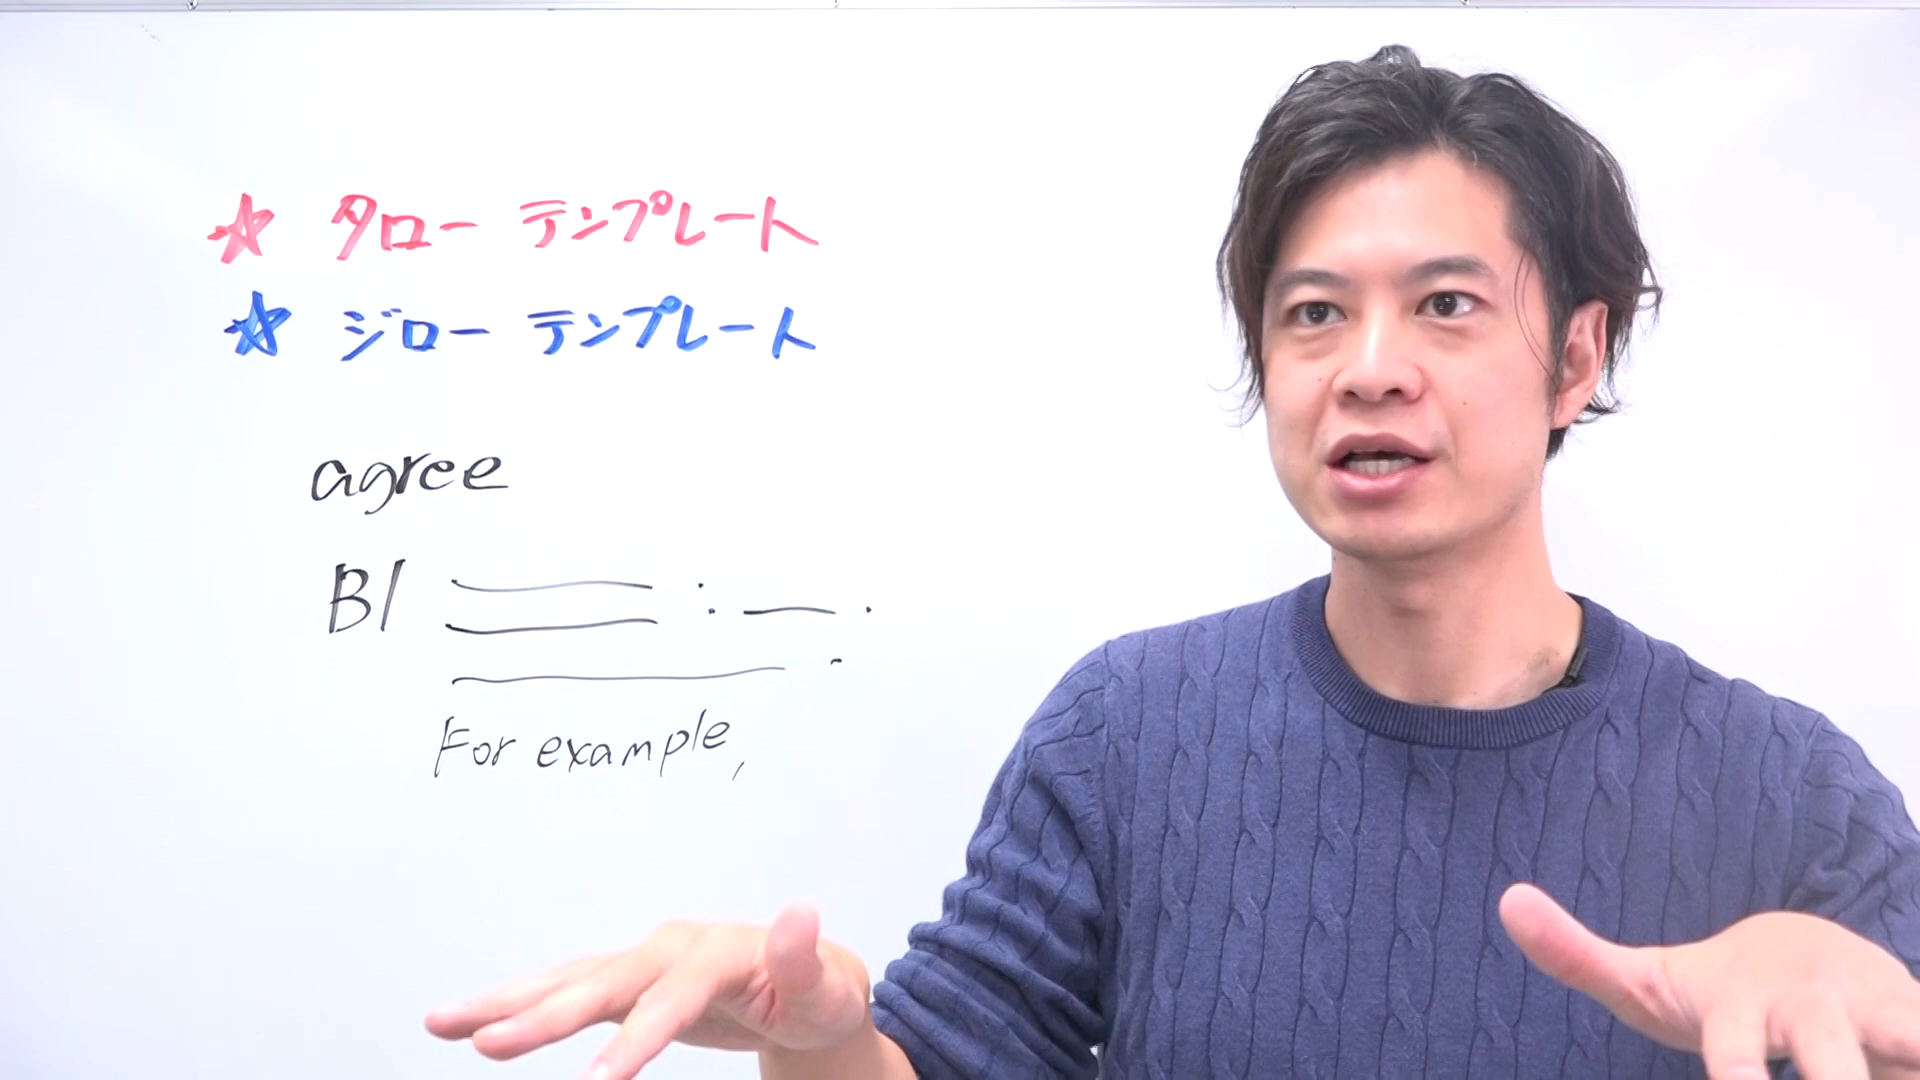 ☆ タロー テンプレート
☆ ジロー テンプレート
agree
B1
For example,